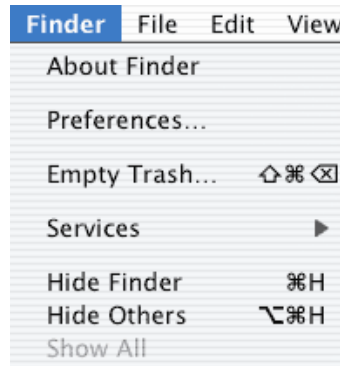 Finder File Edit View
About Finder
Preferences...
Empty Trash... ⇧⌘⌫
Services ▶
Hide Finder ⌘H
Hide Others ⌥⌘H
Show All